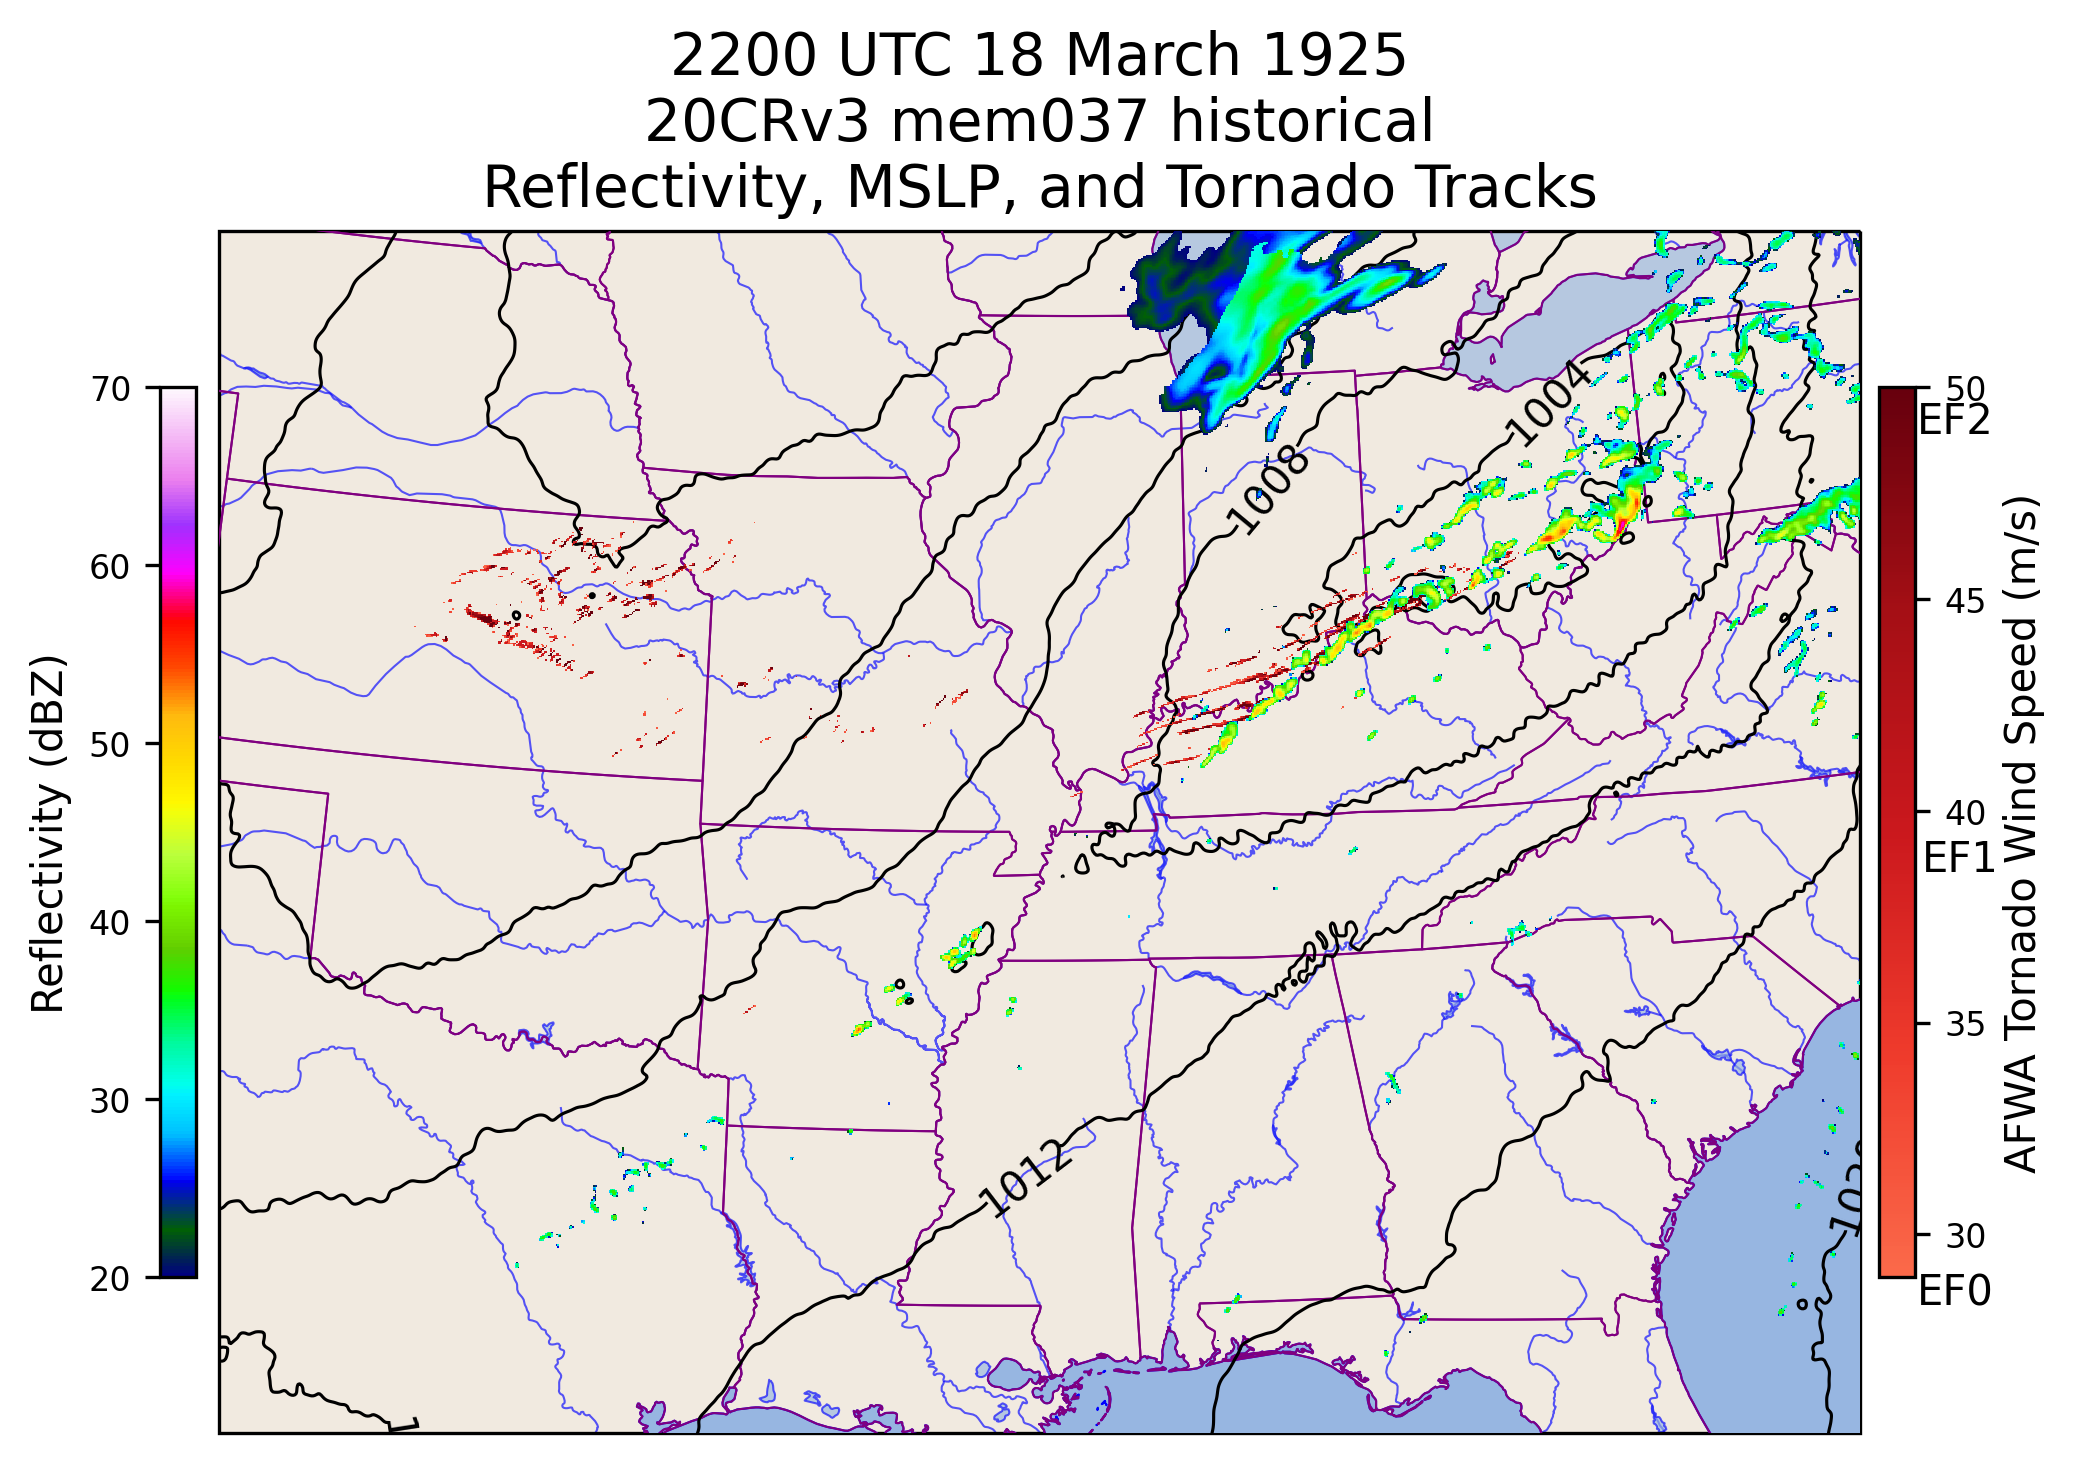 2200 UTC 18 March 1925
20CRv3 mem037 historical
Reflectivity, MSLP, and Tornado Tracks
Reflectivity (dBZ)
70
60
50
40
30
20
1004
1008
1012
50
EF2
45
40
EF1
35
30
EF0
AFWA Tornado Wind Speed (m/s)